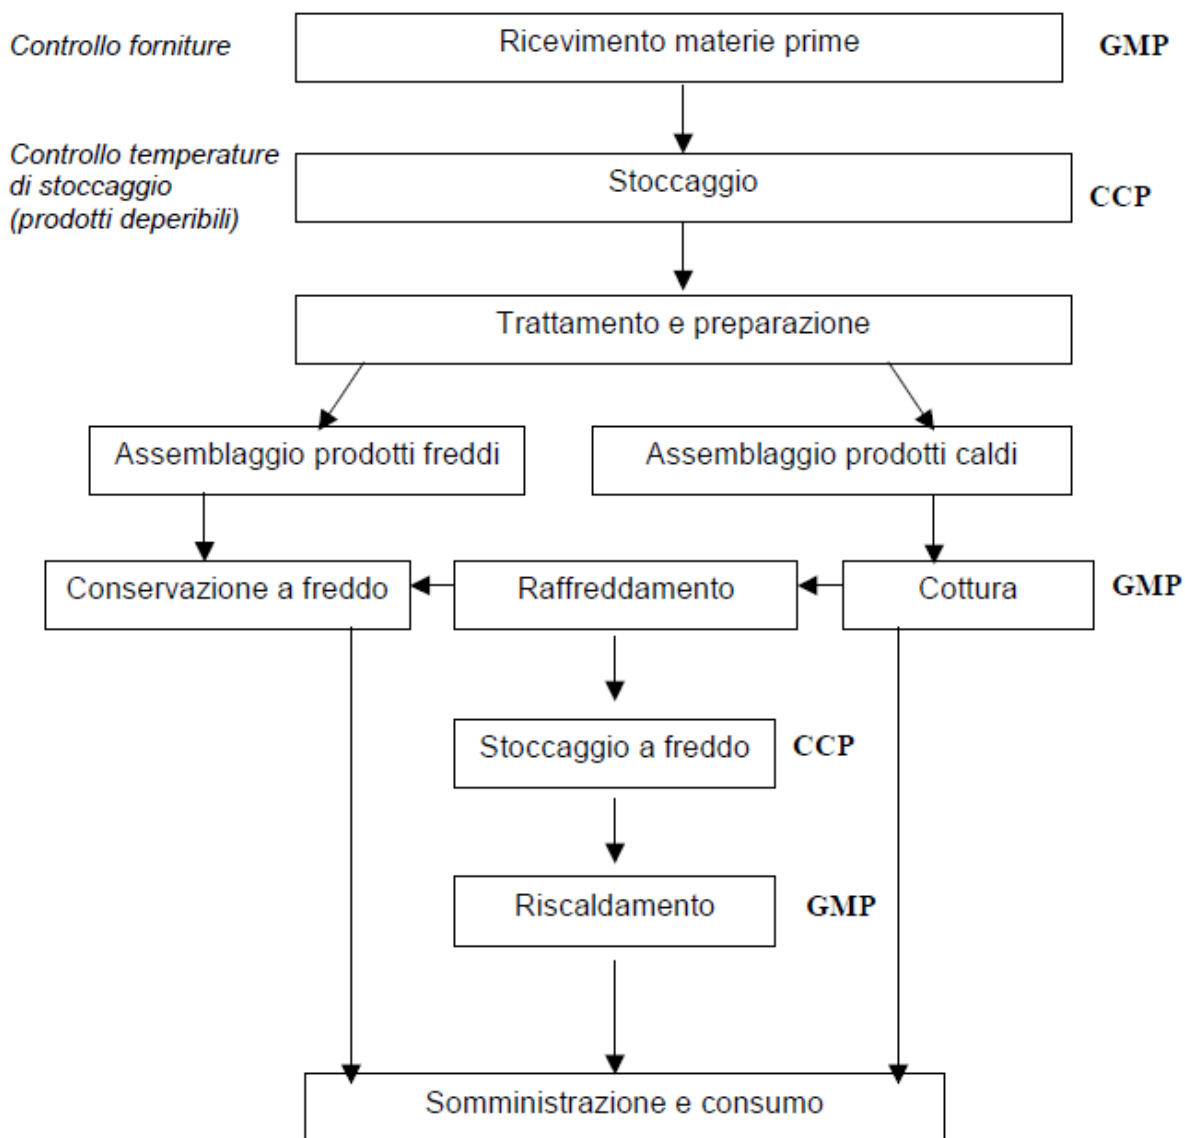 Controllo forniture
Ricevimento materie prime
GMP
Controllo temperature
di stoccaggio
(prodotti deperibili)
Stoccaggio
CCP
Trattamento e preparazione
Assemblaggio prodotti freddi
Assemblaggio prodotti caldi
Conservazione a freddo
Raffreddamento
Cottura
GMP
Stoccaggio a freddo
CCP
Riscaldamento
GMP
Somministrazione e consumo